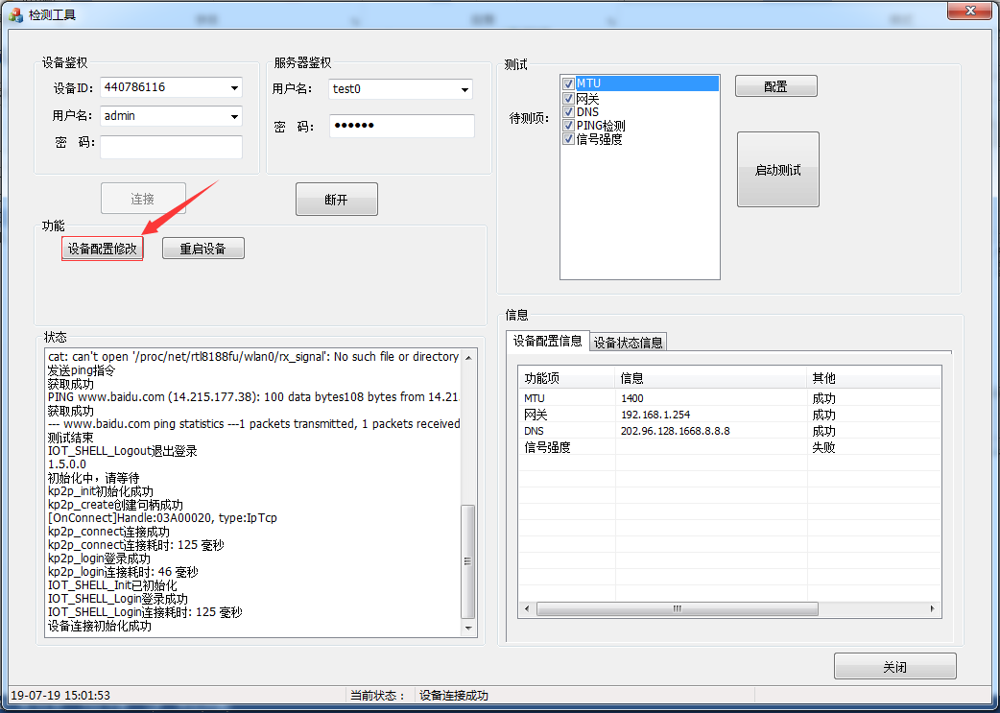 检测工具
设备鉴权
设备ID: 440786116
用户名: admin
密 码:
服务器鉴权
用户名: test0
密 码: ●●●●●●
连接
断开
功能
设备配置修改
重启设备
测试
待测项:
MTU
网关
DNS
PING检测
信号强度
配置
启动测试
状态
cat: can't open '/proc/net/rtl8188fu/wlan0/rx_signal': No such file or directory
发送ping指令
获取成功
PING www.baidu.com (14.215.177.38): 100 data bytes108 bytes from 14.21
获取成功
--- www.baidu.com ping statistics ---1 packets transmitted, 1 packets received
测试结束
IOT_SHELL_Logout退出登录
1.5.0.0
初始化中，请等待
kp2p_init初始化成功
kp2p_create创建句柄成功
[OnConnect]Handle:03A00020, type:IpTcp
kp2p_connect连接成功
kp2p_connect连接耗时: 125 毫秒
kp2p_login登录成功
kp2p_login连接耗时: 46 毫秒
IOT_SHELL_Init已初始化
IOT_SHELL_Login登录成功
IOT_SHELL_Login连接耗时: 125 毫秒
设备连接初始化成功
信息
设备配置信息 设备状态信息
功能项 信息 其他
MTU 1400 成功
网关 192.168.1.254 成功
DNS 202.96.128.1668.8.8.8 成功
信号强度 失败
关闭
19-07-19 15:01:53 当前状态： 设备连接成功